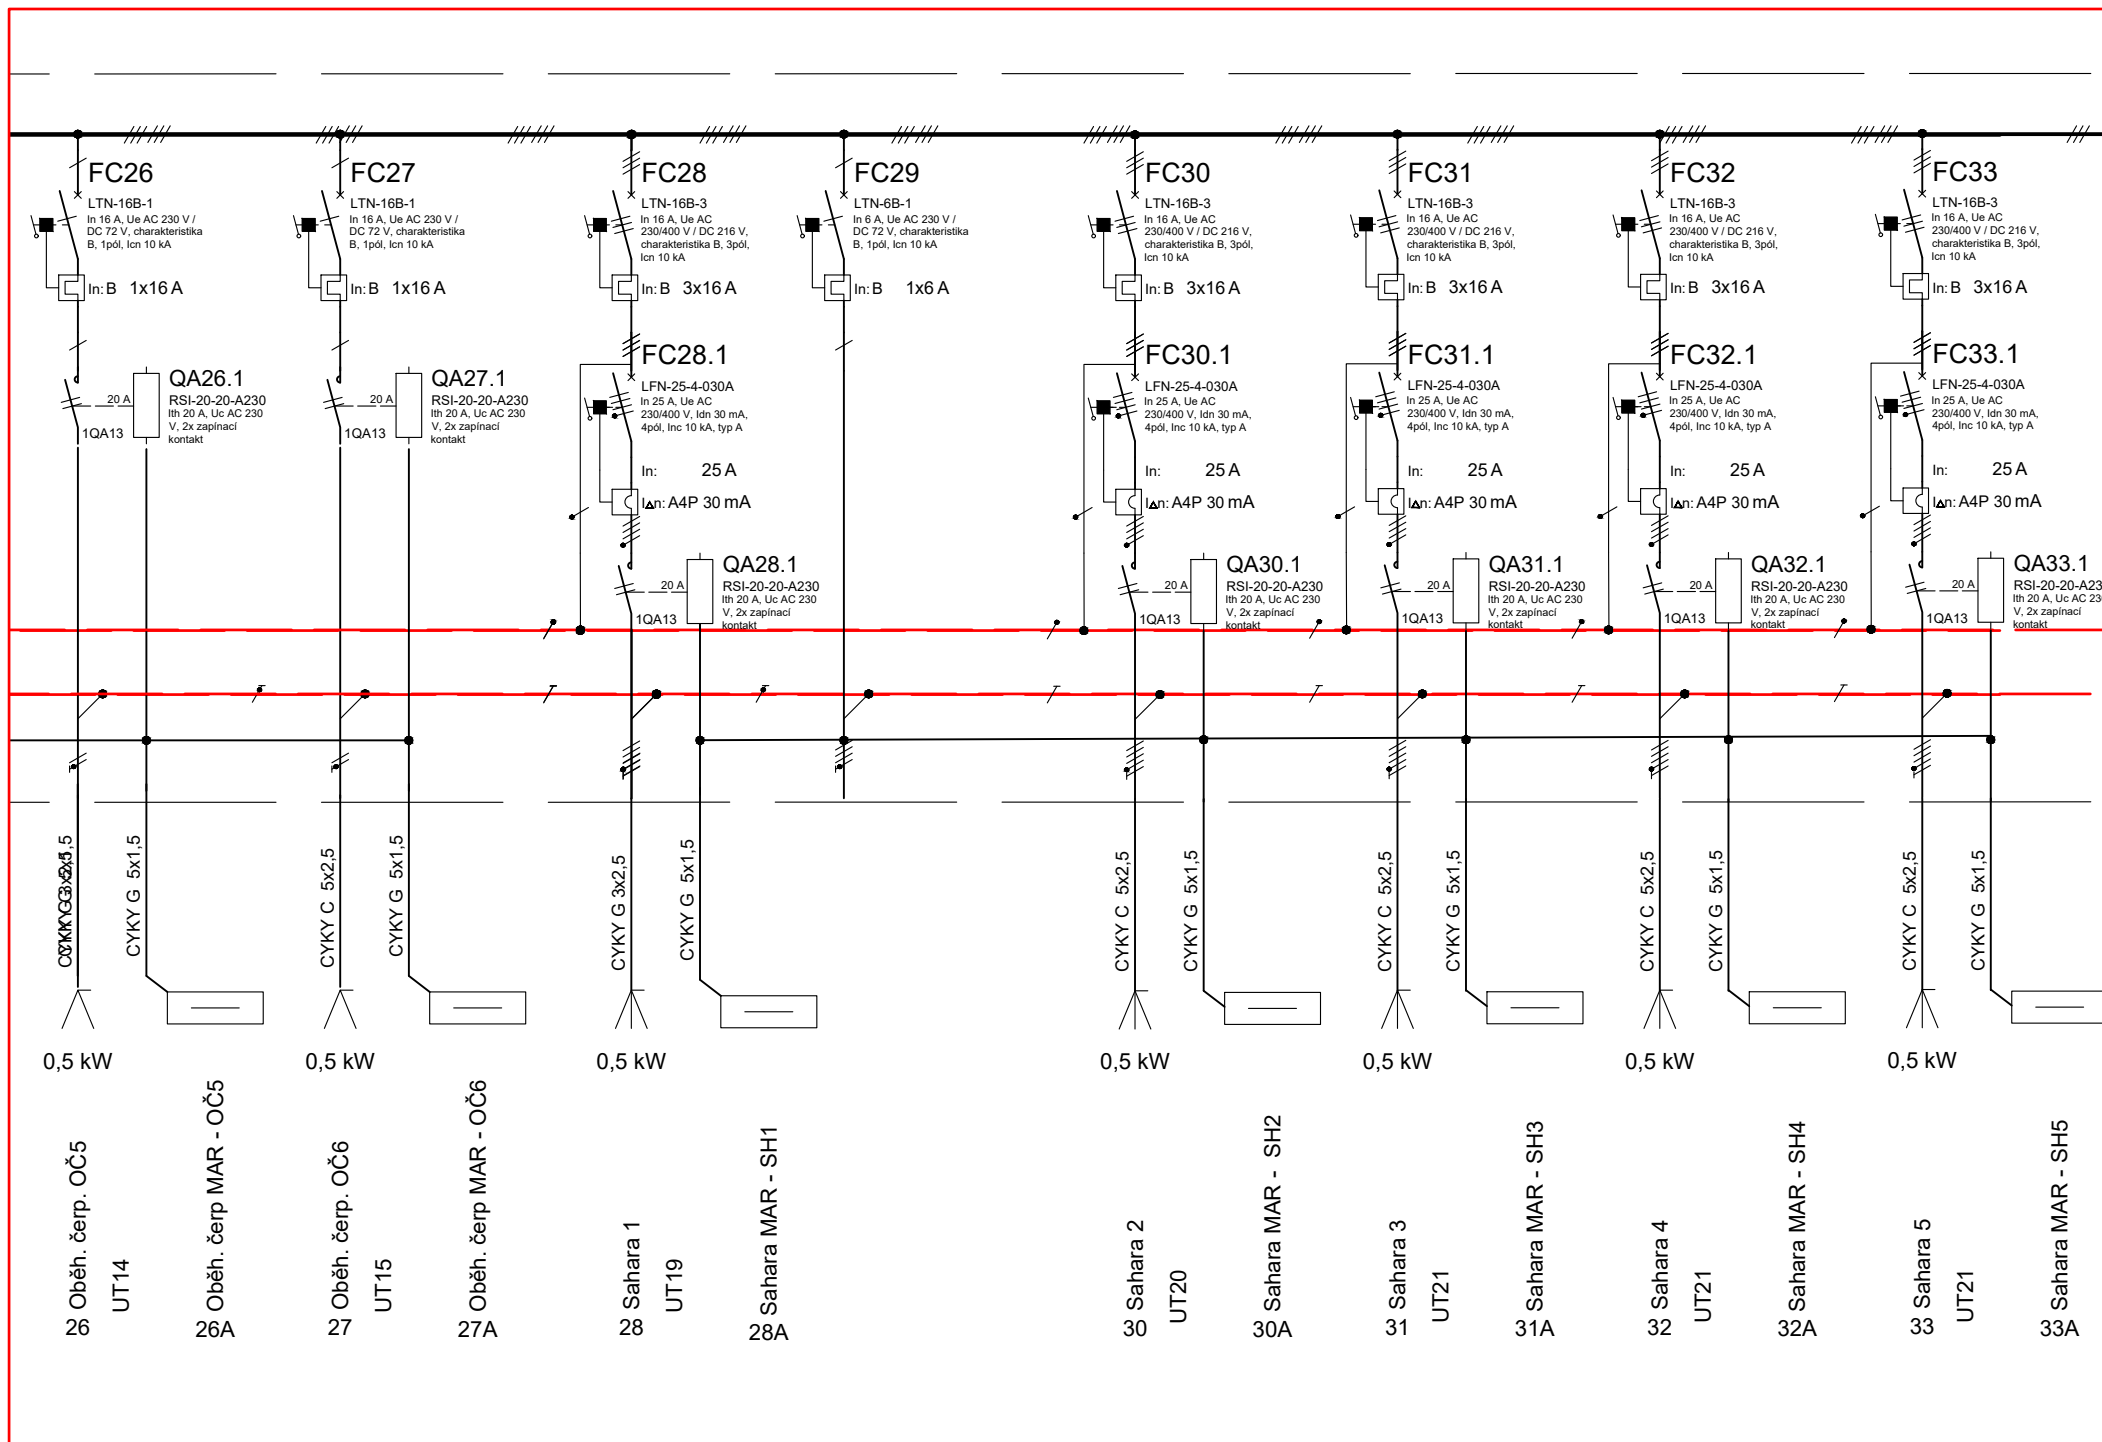 FC26
LTN-16B-1
In 16 A, Ue AC 230 V /
DC 72 V, charakteristika
B, 1pól, Icn 10 kA
In: B 1x16 A
QA26.1
RSI-20-20-A230
Ith 20 A, Uc AC 230
V, 2x zapínací
kontakt
20 A
1QA13
FC27
LTN-16B-1
In 16 A, Ue AC 230 V /
DC 72 V, charakteristika
B, 1pól, Icn 10 kA
In: B 1x16 A
QA27.1
RSI-20-20-A230
Ith 20 A, Uc AC 230
V, 2x zapínací
kontakt
20 A
1QA13
FC28
LTN-16B-3
In 16 A, Ue AC
230/400 V / DC 216 V,
charakteristika B, 3pól,
Icn 10 kA
In: B 3x16 A
FC28.1
LFN-25-4-030A
In 25 A, Ue AC
230/400 V, Idn 30 mA,
4pól, Inc 10 kA, typ A
In: 25 A
IΔn: A4P 30 mA
QA28.1
RSI-20-20-A230
Ith 20 A, Uc AC 230
V, 2x zapínací
kontakt
20 A
1QA13
FC29
LTN-6B-1
In 6 A, Ue AC 230 V /
DC 72 V, charakteristika
B, 1pól, Icn 10 kA
In: B 1x6 A
FC30
LTN-16B-3
In 16 A, Ue AC
230/400 V / DC 216 V,
charakteristika B, 3pól,
Icn 10 kA
In: B 3x16 A
FC30.1
LFN-25-4-030A
In 25 A, Ue AC
230/400 V, Idn 30 mA,
4pól, Inc 10 kA, typ A
In: 25 A
IΔn: A4P 30 mA
QA30.1
RSI-20-20-A230
Ith 20 A, Uc AC 230
V, 2x zapínací
kontakt
20 A
1QA13
FC31
LTN-16B-3
In 16 A, Ue AC
230/400 V / DC 216 V,
charakteristika B, 3pól,
Icn 10 kA
In: B 3x16 A
FC31.1
LFN-25-4-030A
In 25 A, Ue AC
230/400 V, Idn 30 mA,
4pól, Inc 10 kA, typ A
In: 25 A
IΔn: A4P 30 mA
QA31.1
RSI-20-20-A230
Ith 20 A, Uc AC 230
V, 2x zapínací
kontakt
20 A
1QA13
FC32
LTN-16B-3
In 16 A, Ue AC
230/400 V / DC 216 V,
charakteristika B, 3pól,
Icn 10 kA
In: B 3x16 A
FC32.1
LFN-25-4-030A
In 25 A, Ue AC
230/400 V, Idn 30 mA,
4pól, Inc 10 kA, typ A
In: 25 A
IΔn: A4P 30 mA
QA32.1
RSI-20-20-A230
Ith 20 A, Uc AC 230
V, 2x zapínací
kontakt
20 A
1QA13
FC33
LTN-16B-3
In 16 A, Ue AC
230/400 V / DC 216 V,
charakteristika B, 3pól,
Icn 10 kA
In: B 3x16 A
FC33.1
LFN-25-4-030A
In 25 A, Ue AC
230/400 V, Idn 30 mA,
4pól, Inc 10 kA, typ A
In: 25 A
IΔn: A4P 30 mA
QA33.1
RSI-20-20-A230
Ith 20 A, Uc AC 230
V, 2x zapínací
kontakt
20 A
1QA13
CYKY G 5x1,5
CYKY C 5x2,5
CYKY G 5x1,5
CYKY G 3x2,5
CYKY G 5x1,5
CYKY C 5x2,5
CYKY G 5x1,5
CYKY C 5x2,5
CYKY G 5x1,5
CYKY C 5x2,5
CYKY G 5x1,5
CYKY C 5x2,5
CYKY G 5x1,5
0,5 kW
0,5 kW
0,5 kW
0,5 kW
0,5 kW
0,5 kW
0,5 kW
26 Oběh. čerp. OČ5
UT14
26A Oběh. čerp MAR - OČ5
27 Oběh. čerp. OČ6
UT15
27A Oběh. čerp MAR - OČ6
28 Sahara 1
UT19
28A Sahara MAR - SH1
30 Sahara 2
UT20
30A Sahara MAR - SH2
31 Sahara 3
UT21
31A Sahara MAR - SH3
32 Sahara 4
UT21
32A Sahara MAR - SH4
33 Sahara 5
UT21
33A Sahara MAR - SH5